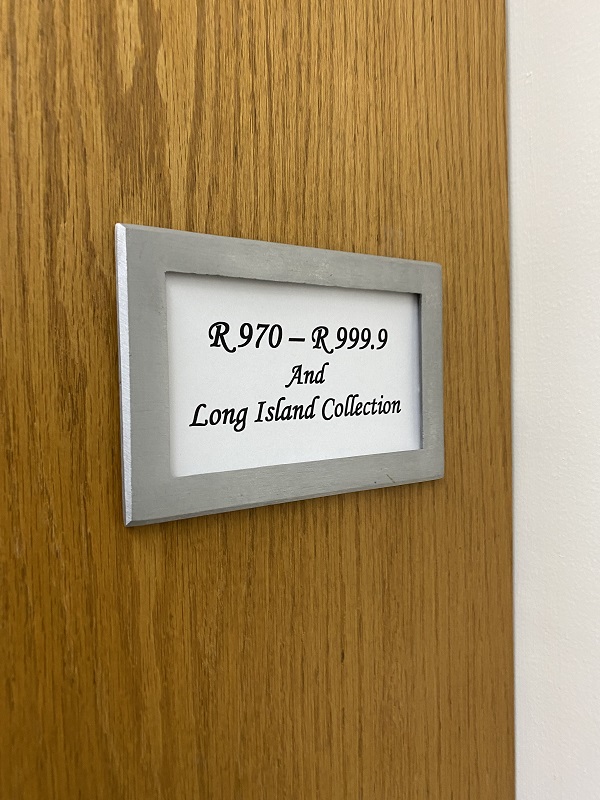 R 970 – R 999.9
And
Long Island Collection